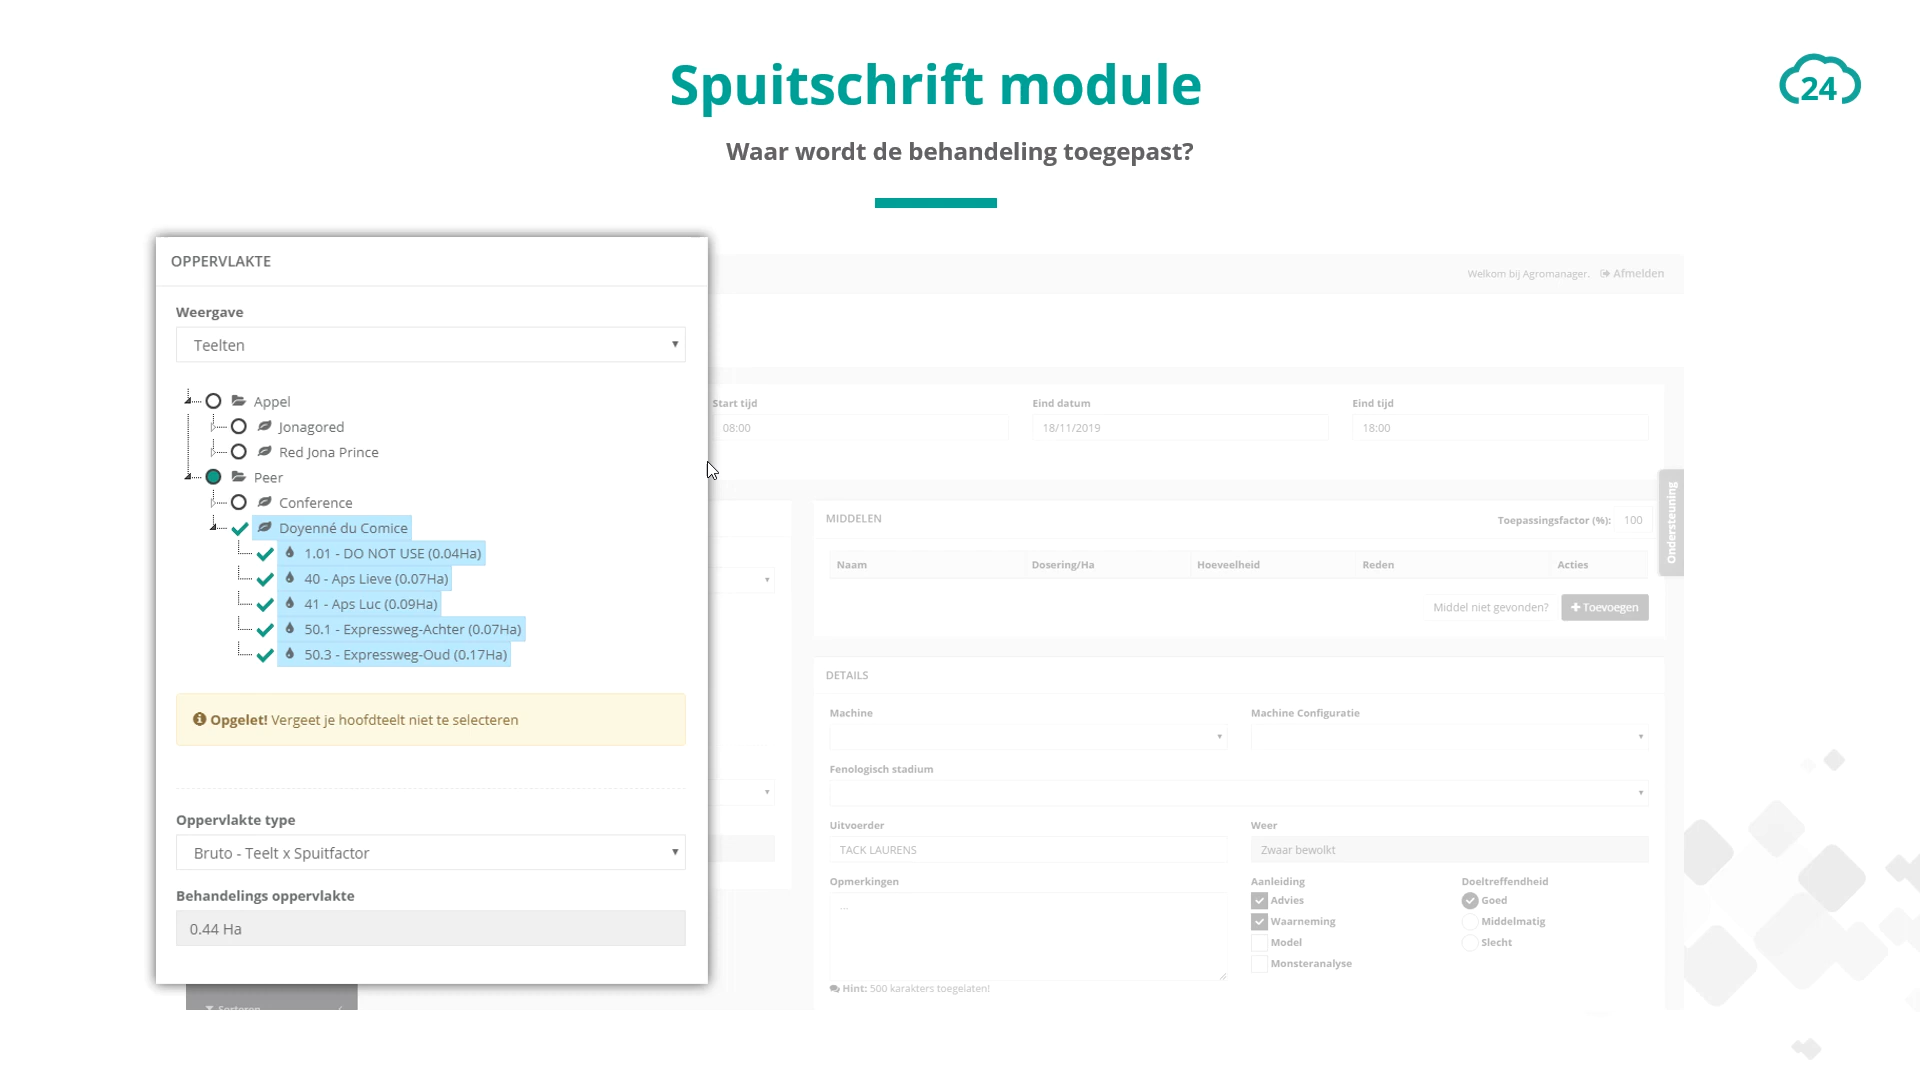 Spuitschrift module
24
Waar wordt de behandeling toegepast?
OPPERVLAKTE
Weergave
Teelten
Appel
Jonagored
Red Jona Prince
Peer
Conference
Doyenné du Comice
1.01 - DO NOT USE (0.04Ha)
40 - Aps Lieve (0.07Ha)
41 - Aps Luc (0.09Ha)
50.1 - Expressweg-Achter (0.07Ha)
50.3 - Expressweg-Oud (0.17Ha)
Opgelet! Vergeet je hoofdteelt niet te selecteren
Oppervlakte type
Bruto - Teelt x Spuitfactor
Behandelings oppervlakte
0.44 Ha
Sorteren
Welkom bij Agromanager. Afmelden
Start tijd Eind datum Eind tijd
08:00 18/11/2019 18:00
Ondersteuning
MIDDELEN Toepassingsfactor (%): 100
Naam Dosering/Ha Hoeveelheid Reden Acties
Middel niet gevonden? Toevoegen
DETAILS
Machine Machine Configuratie
Fenologisch stadium
Uitvoerder Weer
TACK LAURENS Zwaar bewolkt
Opmerkingen Aanleiding Doeltreffendheid
... Advies Goed
Waarneming Middelmatig
Model Slecht
Monsteranalyse
Hint: 500 karakters toegelaten!